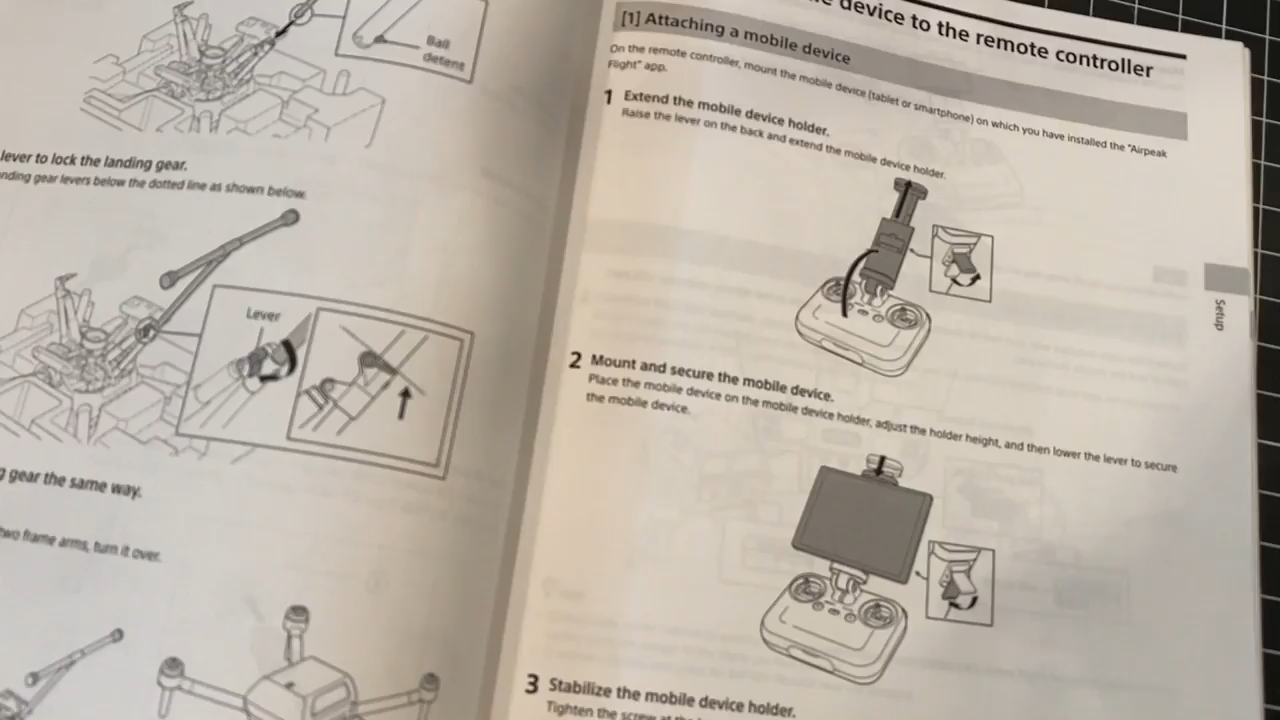 Ball
detent
lever to lock the landing gear.
nding gear levers below the dotted line as shown below.
Lever
gear the same way.
two frame arms, turn it over.
device to the remote controller
[1] Attaching a mobile device
On the remote controller, mount the mobile device (tablet or smartphone) on which you have installed the "Airpeak
Flight" app.
1 Extend the mobile device holder.
Raise the lever on the back and extend the mobile device holder.
2 Mount and secure the mobile device.
Place the mobile device on the mobile device holder, adjust the holder height, and then lower the lever to secure
the mobile device.
3 Stabilize the mobile device holder.
Tighten the screw at the
Setup